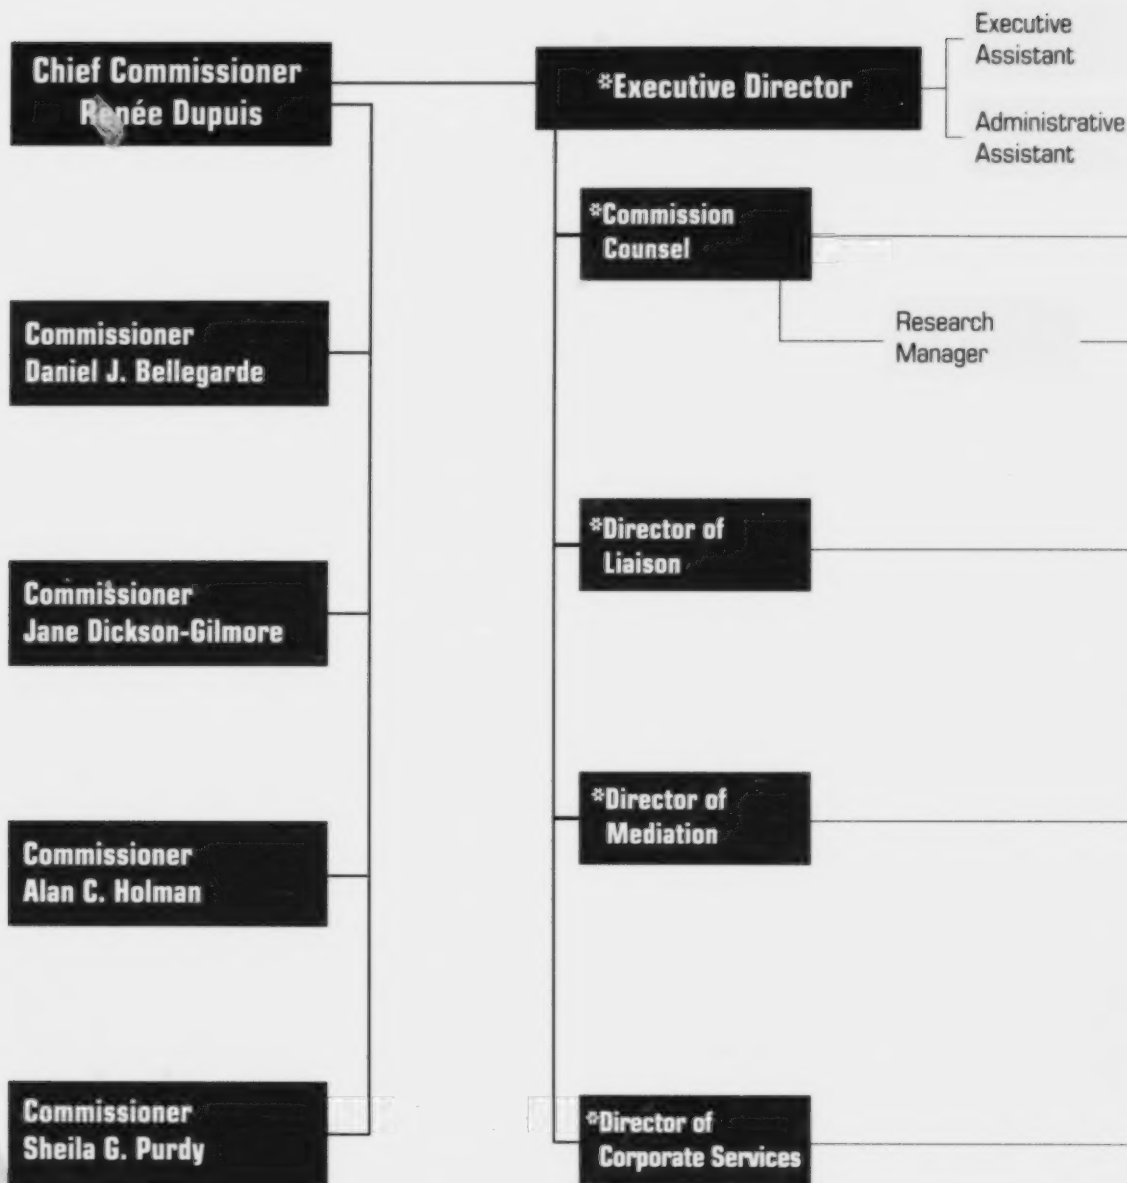 Chief Commissioner
Renée Dupuis
Commissioner
Daniel J. Bellegarde
Commissioner
Jane Dickson-Gilmore
Commissioner
Alan C. Holman
Commissioner
Sheila G. Purdy
*Executive Director
Executive
Assistant
Administrative
Assistant
*Commission
Counsel
Research
Manager
*Director of
Liaison
*Director of
Mediation
*Director of
Corporate Services